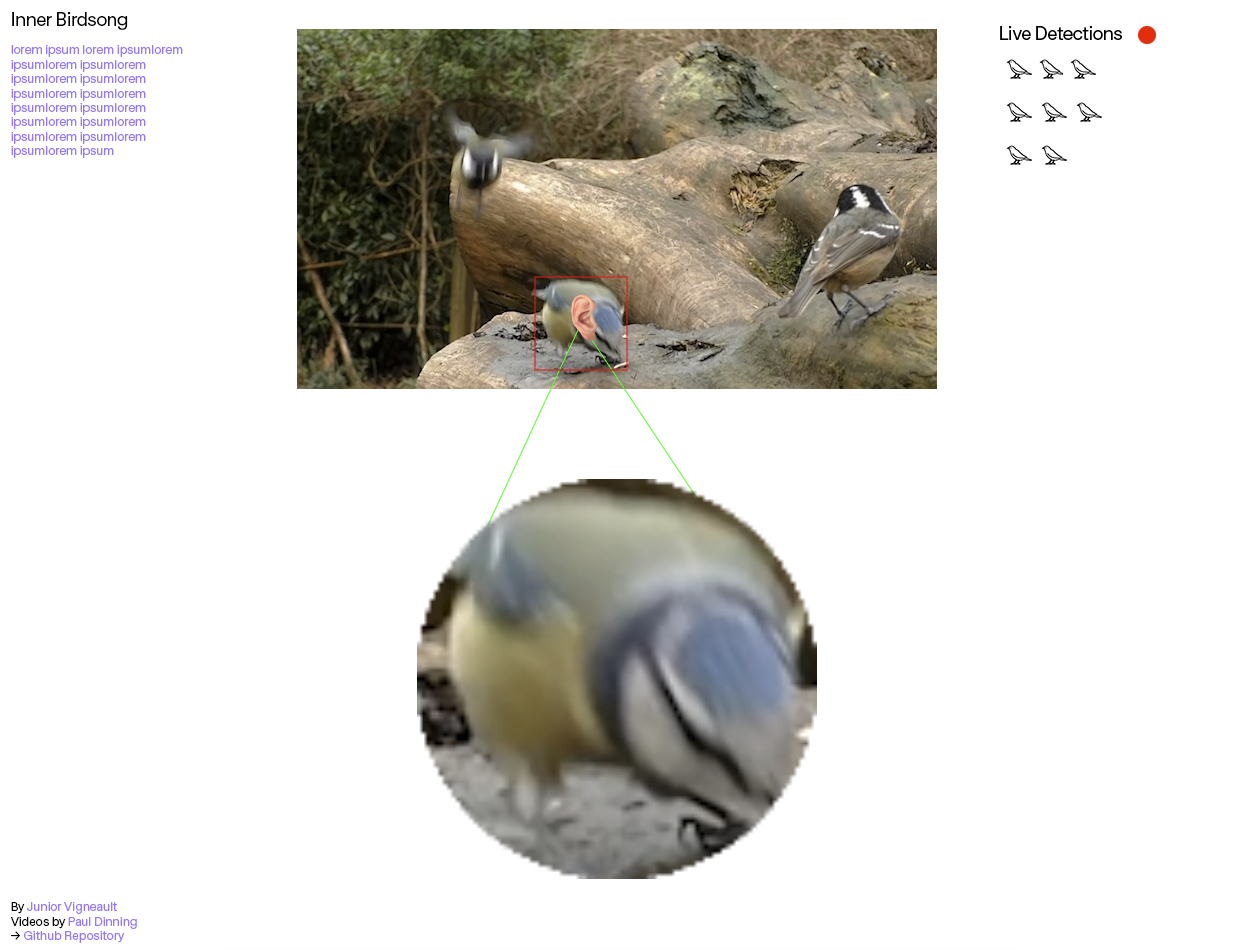 Inner Birdsong
lorem ipsum lorem ipsumlorem
ipsumlorem ipsumlorem
ipsumlorem ipsumlorem
ipsumlorem ipsumlorem
ipsumlorem ipsumlorem
ipsumlorem ipsumlorem
ipsumlorem ipsumlorem
ipsumlorem ipsum
Live Detections
By Junior Vigneault
Videos by Paul Dinning
→ Github Repository